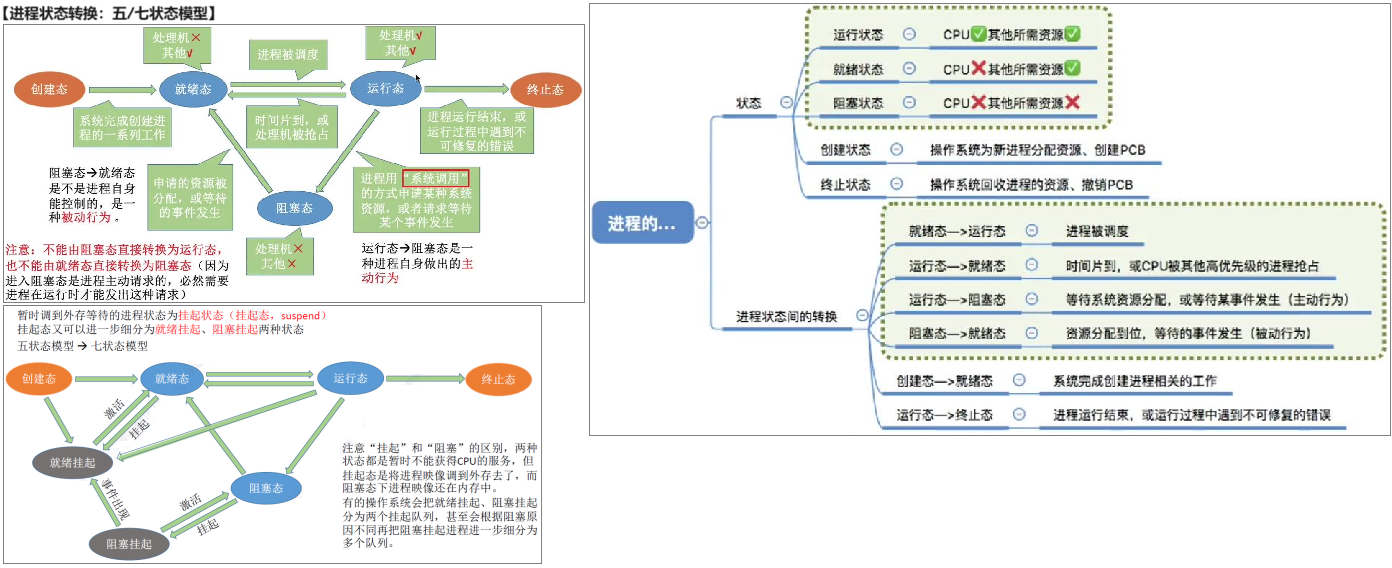 【进程状态转换：五/七状态模型】
处理机×
其他√
进程被调度
处理机√
其他√
创建态
就绪态
运行态
终止态
系统完成创建进
程的一系列工作
时间片到，或
处理机被抢占
进程运行结束，或
运行过程中遇到不
可修复的错误
阻塞态→就绪态
是不是进程自身
能控制的，是一
种被动行为 。
申请的资源被
分配，或等待
的事件发生
阻塞态
进程用“系统调用”
的方式申请某种系统
资源，或者请求等待
某个事件发生
处理机×
其他×
运行态→阻塞态是一
种进程自身做出的主
动行为
注意：不能由阻塞态直接转换为运行态，
也不能由就绪态直接转换为阻塞态（因为
进入阻塞态是进程主动请求的，必然需要
进程在运行时才能发出这种请求）
暂时调到外存等待的进程状态为挂起状态（挂起态，suspend）
挂起态又可以进一步细分为就绪挂起、阻塞挂起两种状态
五状态模型 → 七状态模型
创建态
就绪态
运行态
终止态
激活
挂起
就绪挂起
事件出现
阻塞态
激活
挂起
阻塞挂起
注意“挂起”和“阻塞”的区别，两种
状态都是暂时不能获得CPU的服务，但
挂起态是将进程映像调到外存去了，而
阻塞态下进程映像还在内存中。
有的操作系统会把就绪挂起、阻塞挂起
分为两个挂起队列，甚至会根据阻塞原
因不同再把阻塞挂起进程进一步细分为
多个队列。
进程的...
状态
运行状态
CPU✅其他所需资源✅
就绪状态
CPU❌其他所需资源✅
阻塞状态
CPU❌其他所需资源❌
创建状态
操作系统为新进程分配资源、创建PCB
终止状态
操作系统回收进程的资源、撤销PCB
进程状态间的转换
就绪态—>运行态
进程被调度
运行态—>就绪态
时间片到，或CPU被其他高优先级的进程抢占
运行态—>阻塞态
等待系统资源分配，或等待某事件发生（主动行为）
阻塞态—>就绪态
资源分配到位，等待的事件发生（被动行为）
创建态—>就绪态
系统完成创建进程相关的工作
运行态—>终止态
进程运行结束，或运行过程中遇到不可修复的错误